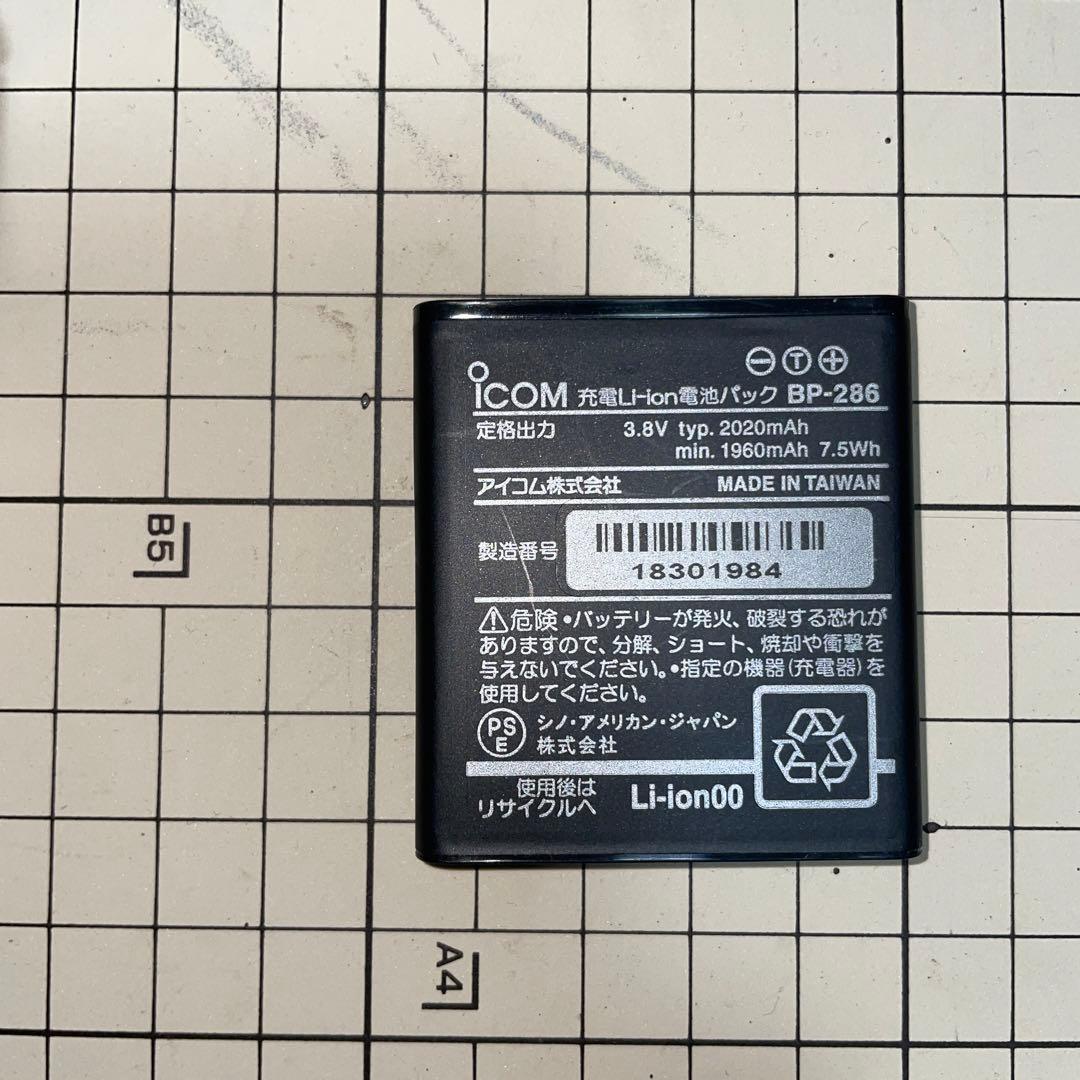 ⊖ Ⓣ ⊕
ICOM 充電Li-ion電池パック BP-286
定格出力 3.8V typ. 2020mAh
min. 1960mAh 7.5Wh
アイコム株式会社 MADE IN TAIWAN
製造番号 18301984
⚠危険 •バッテリーが発火、破裂する恐れが
ありますので、分解、ショート、焼却や衝撃を
与えないでください。•指定の機器(充電器)を
使用してください。
PSE シノ・アメリカン・ジャパン
株式会社
使用後は
リサイクルへ Li-ion00
B5
A4